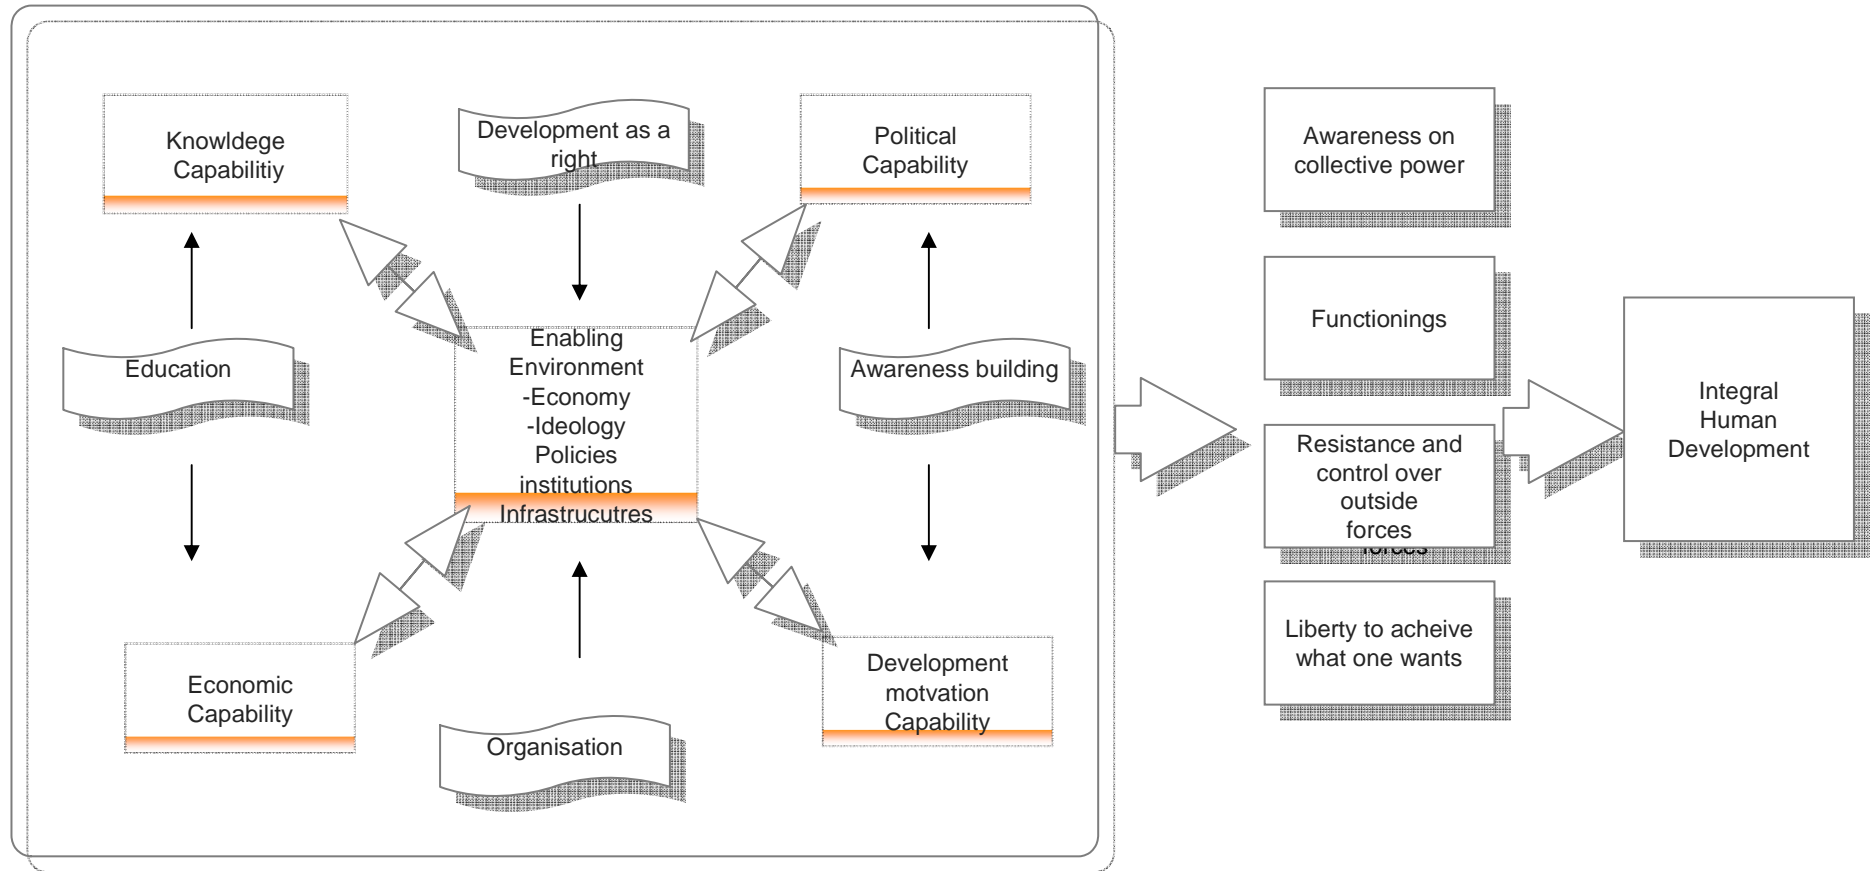 Knowldege
Capabilitiy
Development as a
right
Political
Capability
Education
Enabling
Environment
-Economy
-Ideology
Policies
institutions
Infrastrucutres
Awareness building
Economic
Capability
Organisation
Development
motvation
Capability
Awareness on
collective power
Functionings
Resistance and
control over
outside
forces
forces
Liberty to acheive
what one wants
Integral
Human
Development